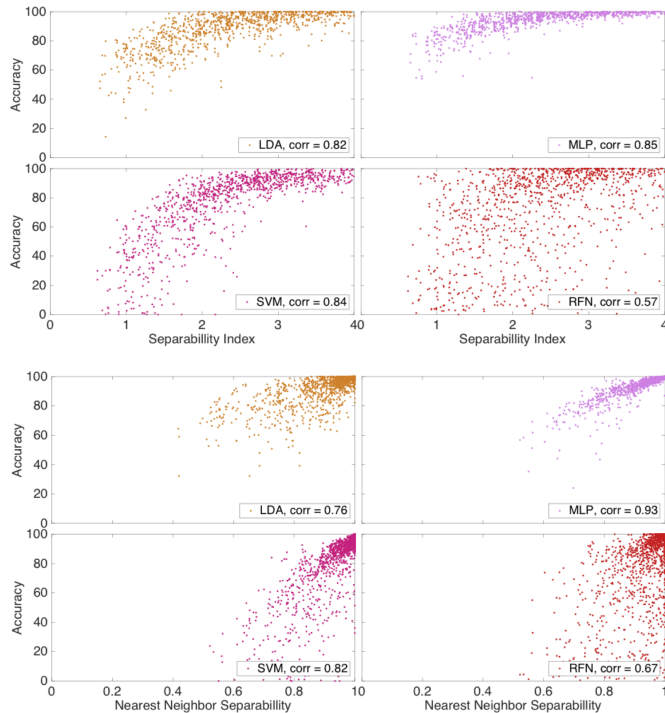 100
80
60
40
20
0
Accuracy
LDA, corr = 0.82
MLP, corr = 0.85
100
80
60
40
20
0
Accuracy
SVM, corr = 0.84
RFN, corr = 0.57
0 1 2 3 40 1 2 3 4
Separabillity Index Separabillity Index
100
80
60
40
20
0
Accuracy
LDA, corr = 0.76
MLP, corr = 0.93
100
80
60
40
20
0
Accuracy
SVM, corr = 0.82
RFN, corr = 0.67
0 0.2 0.4 0.6 0.8 10 0.2 0.4 0.6 0.8 1
Nearest Neighbor Separabillity Nearest Neighbor Separabillity